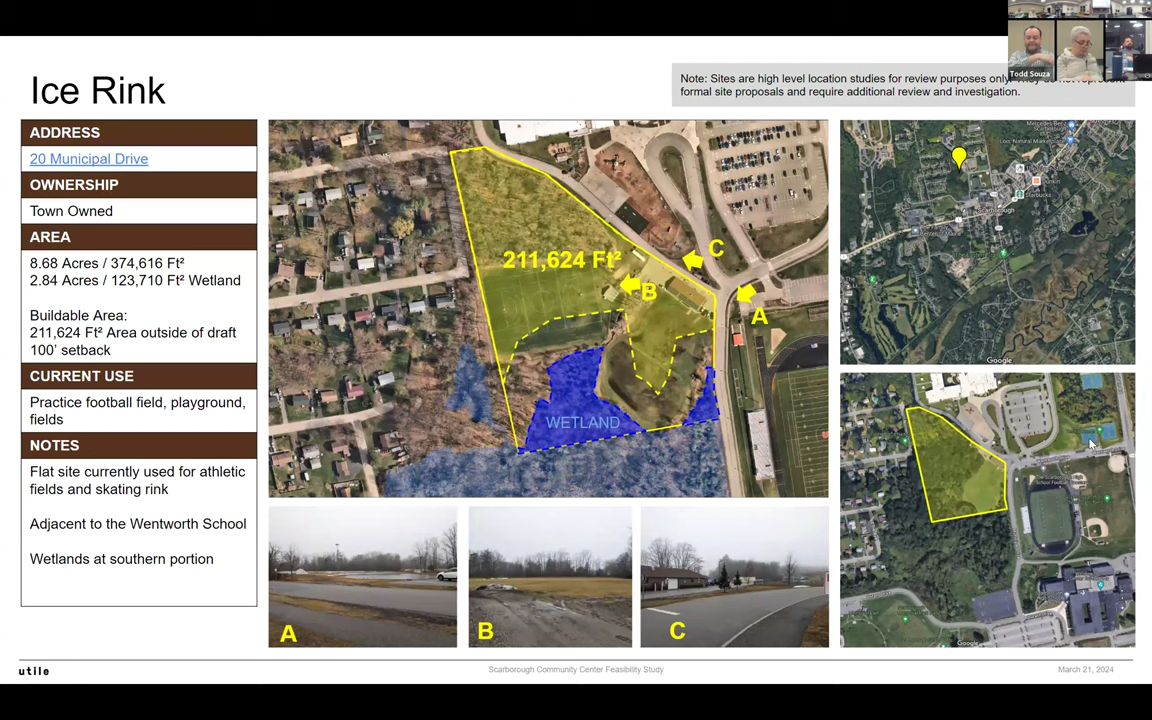 Ice Rink
Note: Sites are high level location studies for review purposes only.
formal site proposals and require additional review and investigation.
Todd Souza
ADDRESS
20 Municipal Drive
OWNERSHIP
Town Owned
AREA
8.68 Acres / 374,616 Ft²
2.84 Acres / 123,710 Ft² Wetland
Buildable Area:
211,624 Ft² Area outside of draft
100' setback
CURRENT USE
Practice football field, playground,
fields
NOTES
Flat site currently used for athletic
fields and skating rink
Adjacent to the Wentworth School
Wetlands at southern portion
211,624 Ft²
C
B
A
WETLAND
A
B
C
Scarborough
Starbucks
Google
Google
utile
Scarborough Community Center Feasibility Study
March 21, 2024